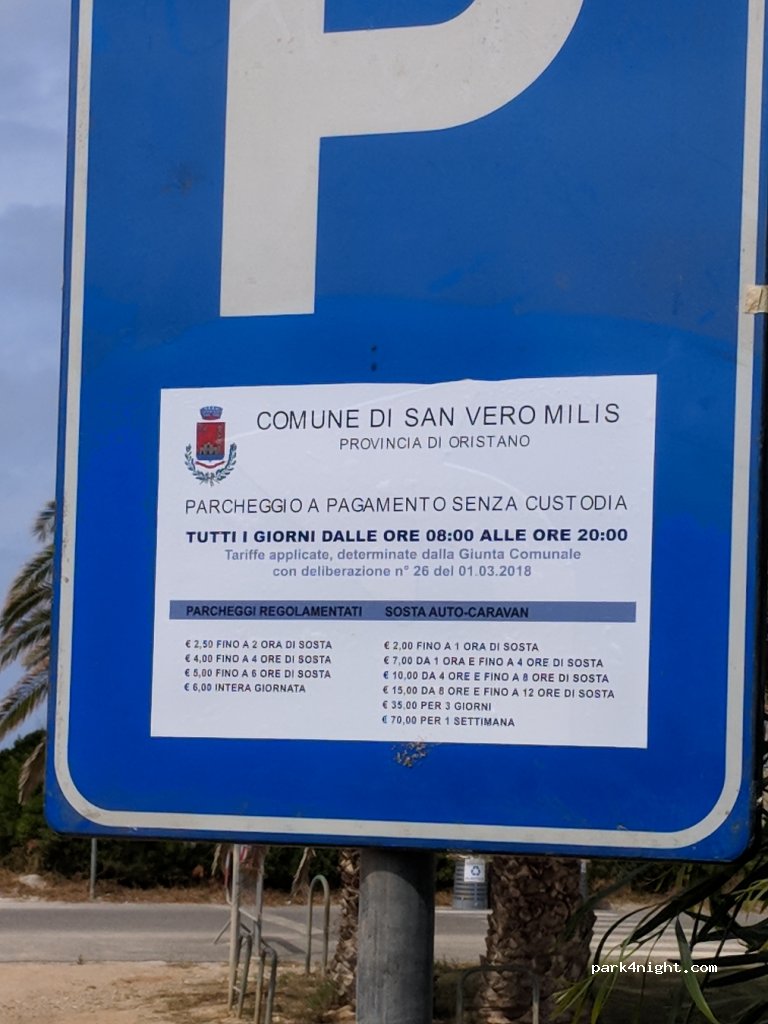 P
COMUNE DI SAN VERO MILIS
PROVINCIA DI ORISTANO
PARCHEGGIO A PAGAMENTO SENZA CUSTODIA
TUTTI I GIORNI DALLE ORE 08:00 ALLE ORE 20:00
Tariffe applicate, determinate dalla Giunta Comunale
con deliberazione n° 26 del 01.03.2018
PARCHEGGI REGOLAMENTATI
€ 2,50 FINO A 2 ORA DI SOSTA
€ 4,00 FINO A 4 ORE DI SOSTA
€ 5,00 FINO A 6 ORE DI SOSTA
€ 6,00 INTERA GIORNATA
SOSTA AUTO-CARAVAN
€ 2,00 FINO A 1 ORA DI SOSTA
€ 7,00 DA 1 ORA E FINO A 4 ORE DI SOSTA
€ 10,00 DA 4 ORE E FINO A 8 ORE DI SOSTA
€ 15,00 DA 8 ORE E FINO A 12 ORE DI SOSTA
€ 35,00 PER 3 GIORNI
€ 70,00 PER 1 SETTIMANA
park4night.com